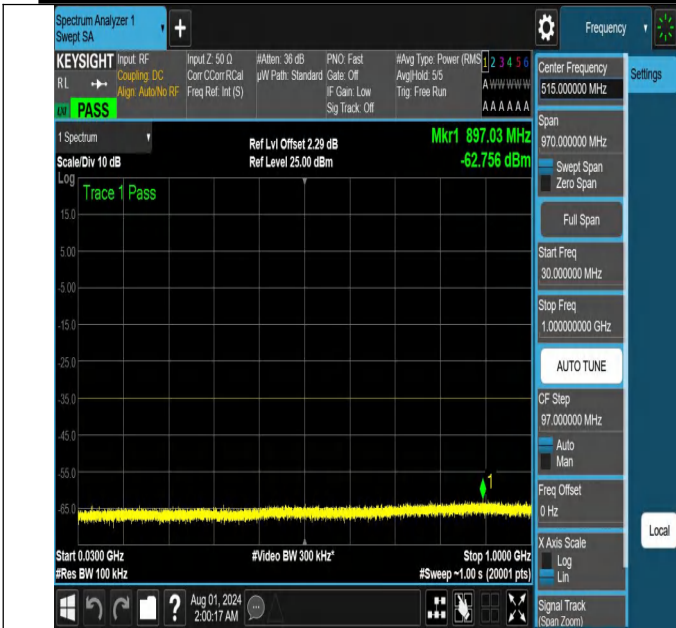 Spectrum Analyzer 1
Swept SA
+
Frequency
KEYSIGHT
RL
PASS
Input: RF
Coupling: DC
Align: Auto/No RF
Input Z: 50 Ω
Corr CCorr RCal
Freq Ref: Int (S)
#Atten: 36 dB
µW Path: Standard
PNO: Fast
Gate: Off
IF Gain: Low
Sig Track: Off
#Avg Type: Power (RMS
Avg|Hold: 5/5
Trig: Free Run
1 2 3 4 5 6
A W W W W W
A A A A A A
Center Frequency
515.000000 MHz
Settings
Span
970.000000 MHz
Swept Span
Zero Span
Full Span
Start Freq
30.000000 MHz
Stop Freq
1.000000000 GHz
AUTO TUNE
CF Step
97.000000 MHz
Auto
Man
Freq Offset
0 Hz
X Axis Scale
Log
Lin
Signal Track
(Span Zoom)
Local
1 Spectrum
Scale/Div 10 dB
Log
Ref Lvl Offset 2.29 dB
Ref Level 25.00 dBm
Mkr1 897.03 MHz
-62.756 dBm
Trace 1 Pass
15.0
5.00
-5.00
-15.0
-25.0
-35.0
-45.0
-55.0
-65.0
1
Start 0.0300 GHz
#Res BW 100 kHz
#Video BW 300 kHz*
Stop 1.0000 GHz
#Sweep ~1.00 s (20001 pts)
?
Aug 01, 2024
2:00:17 AM